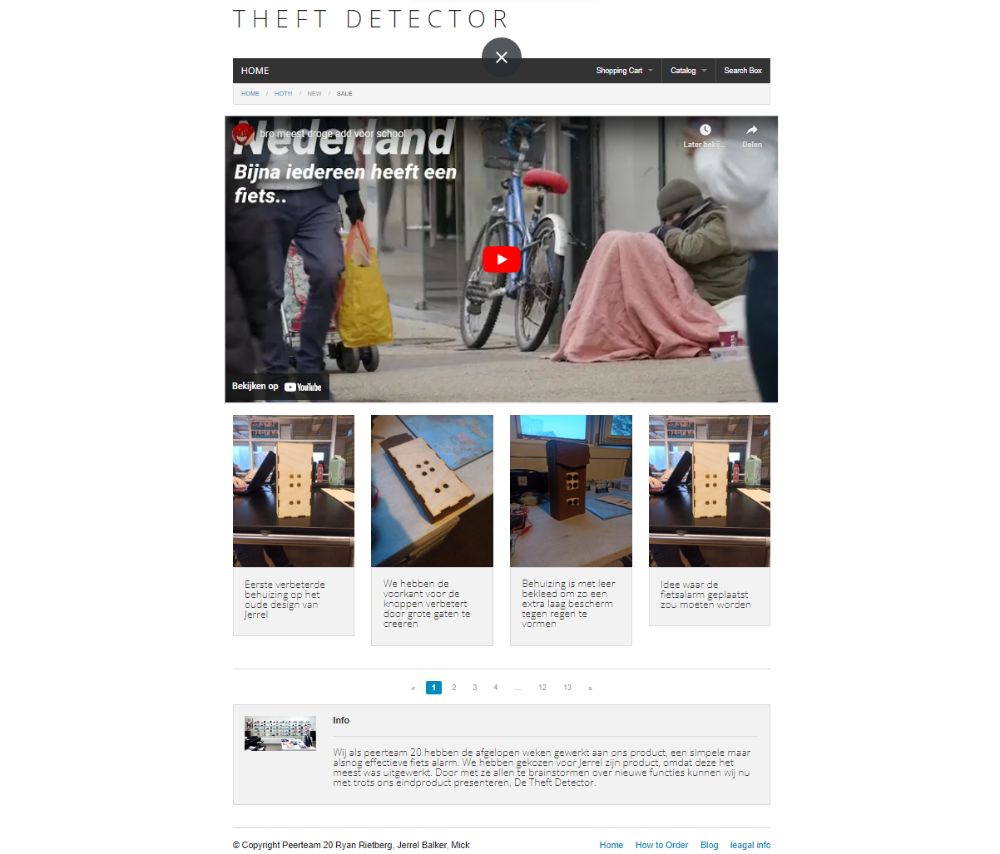 THEFT DETECTOR
HOME
Shopping Cart
Catalog
Search Box
HOME / HOT!! / NEW / SALE
Nederland
bro meest droge add voor school
Later bekij...
Delen
Bijna iedereen heeft een
fiets..
Bekijken op YouTube
Eerste verbeterde
behuizing op het
oude design van
Jerrel
We hebben de
voorkant voor de
knoppen verbetert
door grote gaten te
creeren
Behuizing is met leer
bekleed om zo een
extra laag bescherm
tegen regen te
vormen
Idee waar de
fietsalarm geplaatst
zou moeten worden
« 1 2 3 4 ... 12 13 »
Info
Wij als peerteam 20 hebben de afgelopen weken gewerkt aan ons product, een simpele maar
alsnog effectieve fiets alarm. We hebben gekozen voor Jerrel zijn product, omdat deze het
meest was uitgewerkt. Door met ze allen te brainstormen over nieuwe functies kunnen wij nu
met trots ons eindproduct presenteren, De Theft Detector.
© Copyright Peerteam 20 Ryan Rietberg, Jerrel Balker, Mick
Home
How to Order
Blog
leagal info